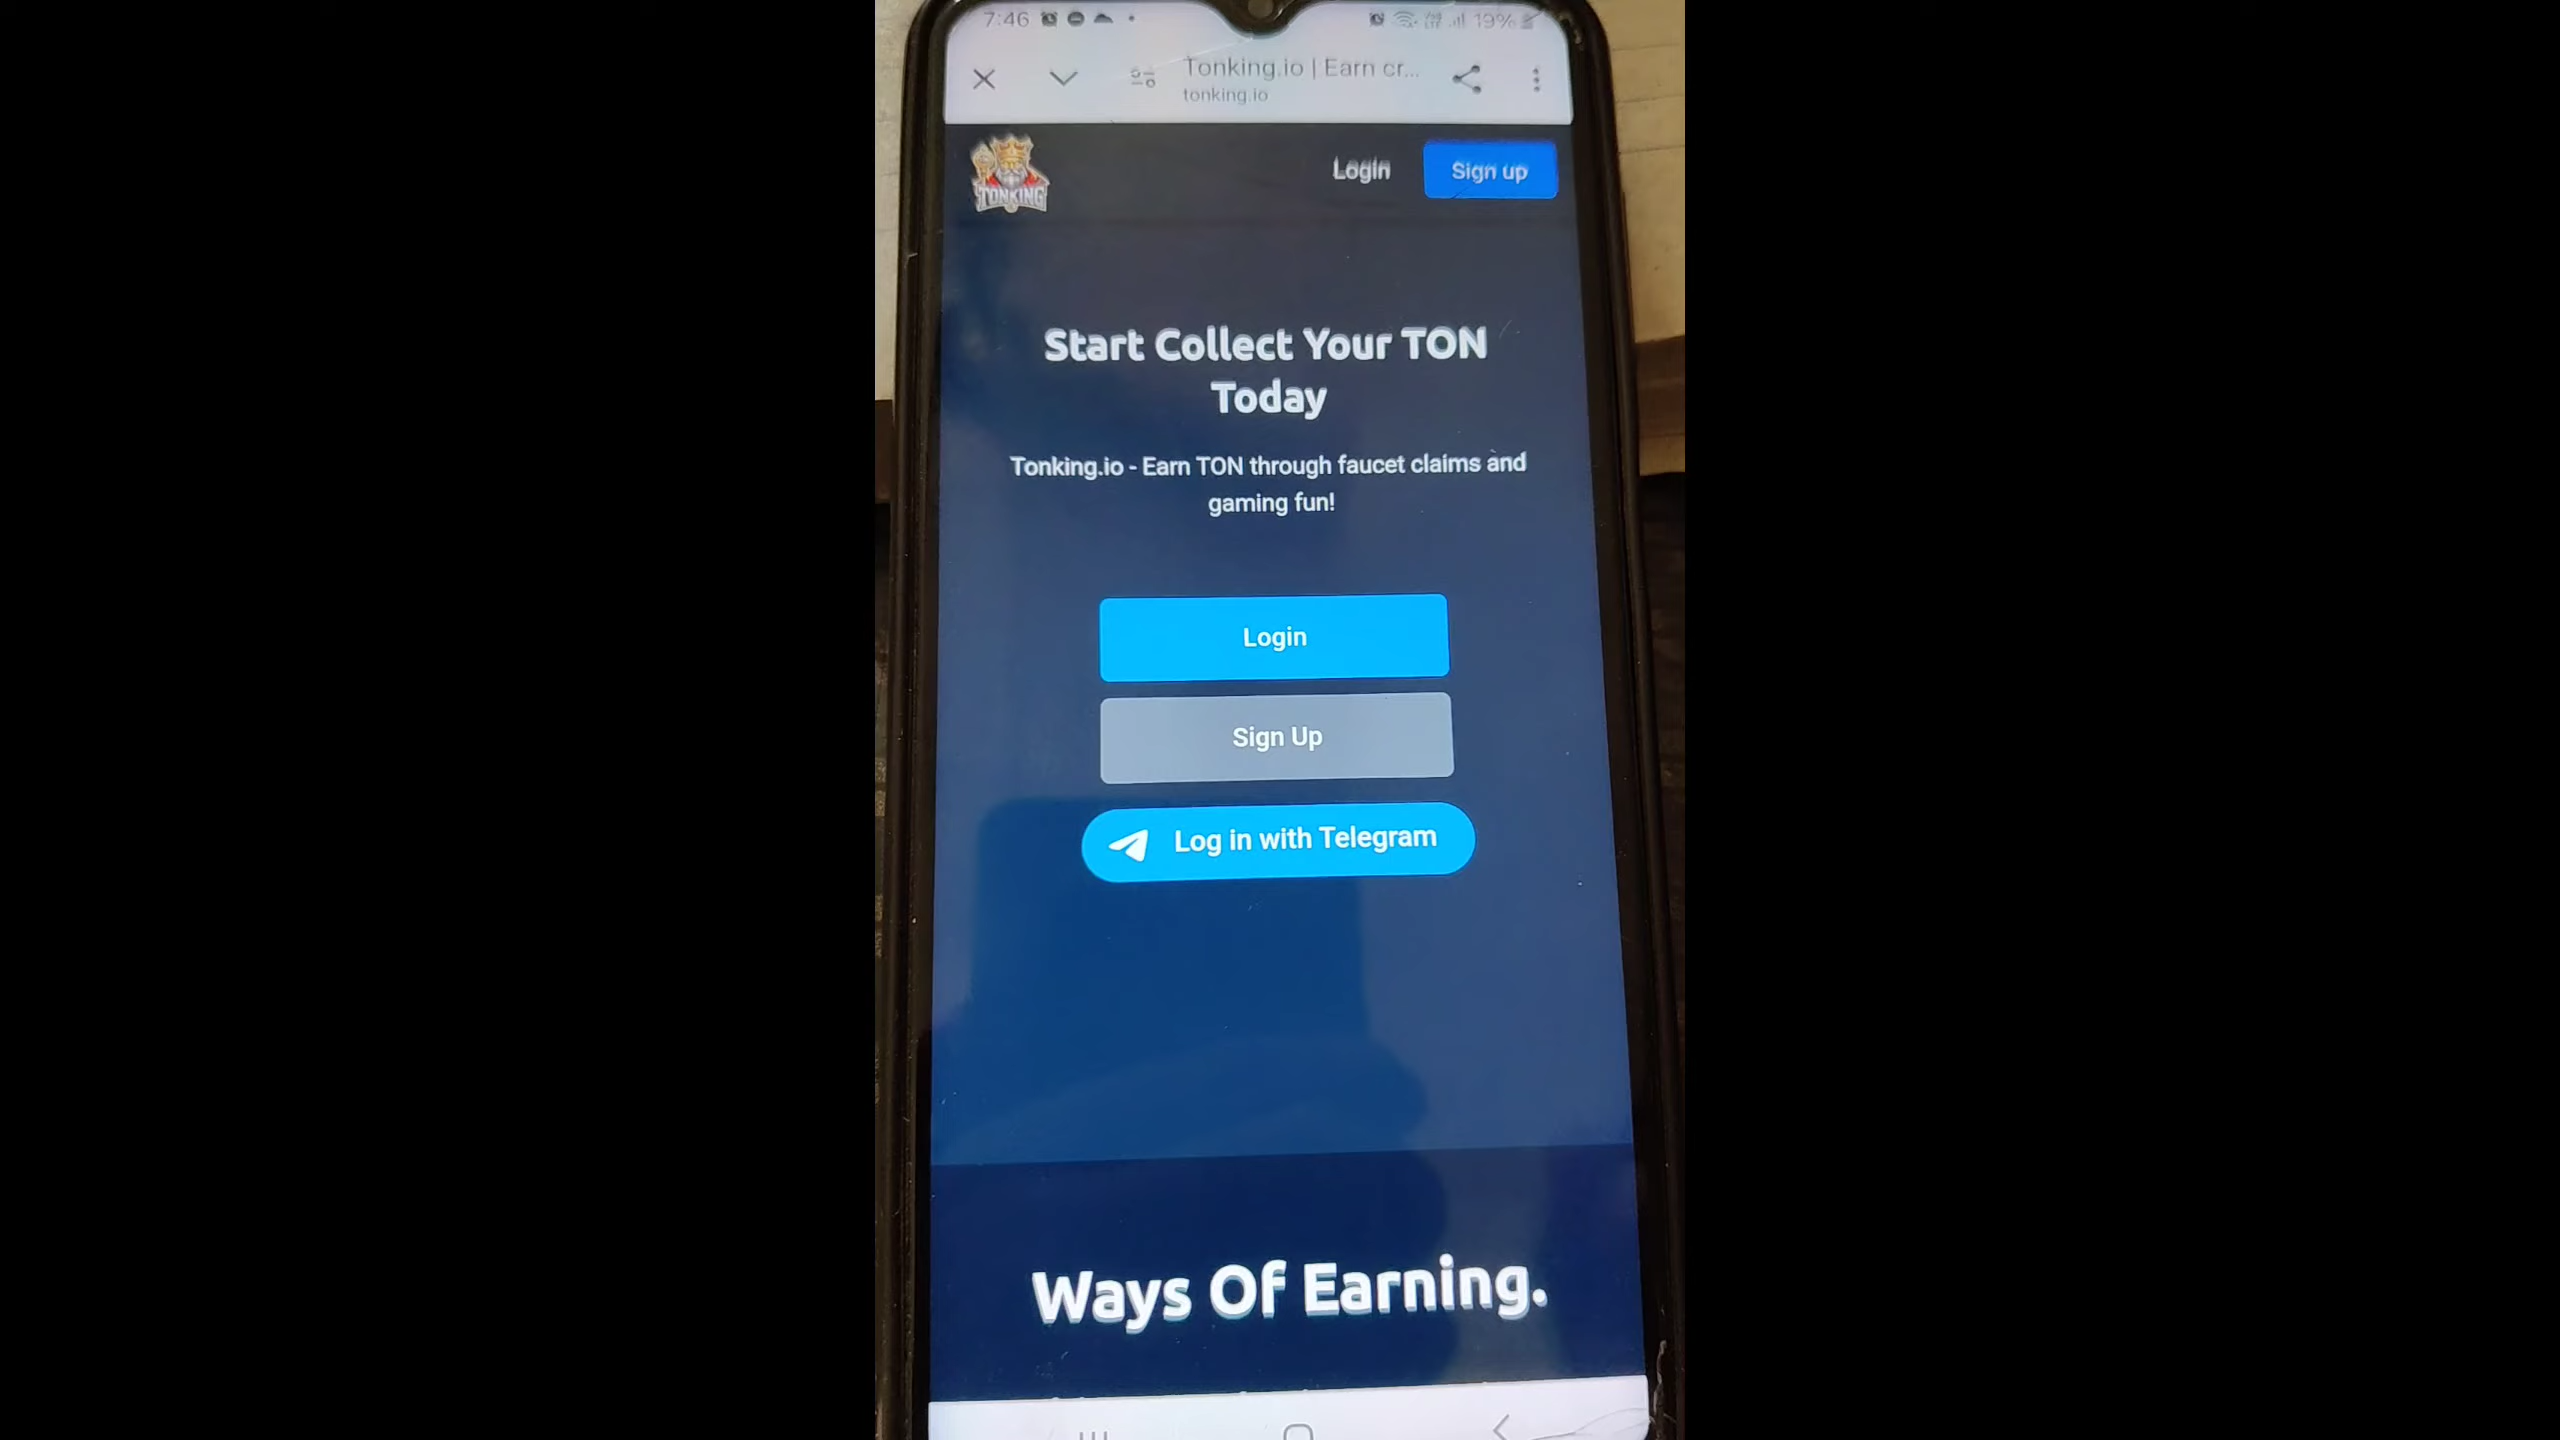 7:46
19%
Tonking.io | Earn cr...
tonking.io
TONKING
Login
Sign up
Start Collect Your TON
Today
Tonking.io - Earn TON through faucet claims and
gaming fun!
Login
Sign Up
Log in with Telegram
Ways Of Earning.